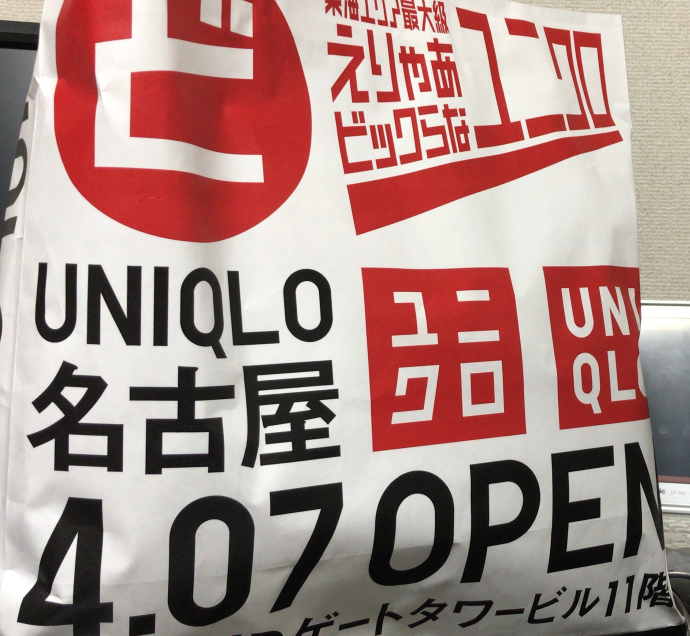 ビ
東海エリア最大級
えりゃあ
ビックらな
ユニクロ
UNIQLO
名古屋
ユニ
クロ
UNI
QLO
4.07 OPEN
ゲートタワービル11階